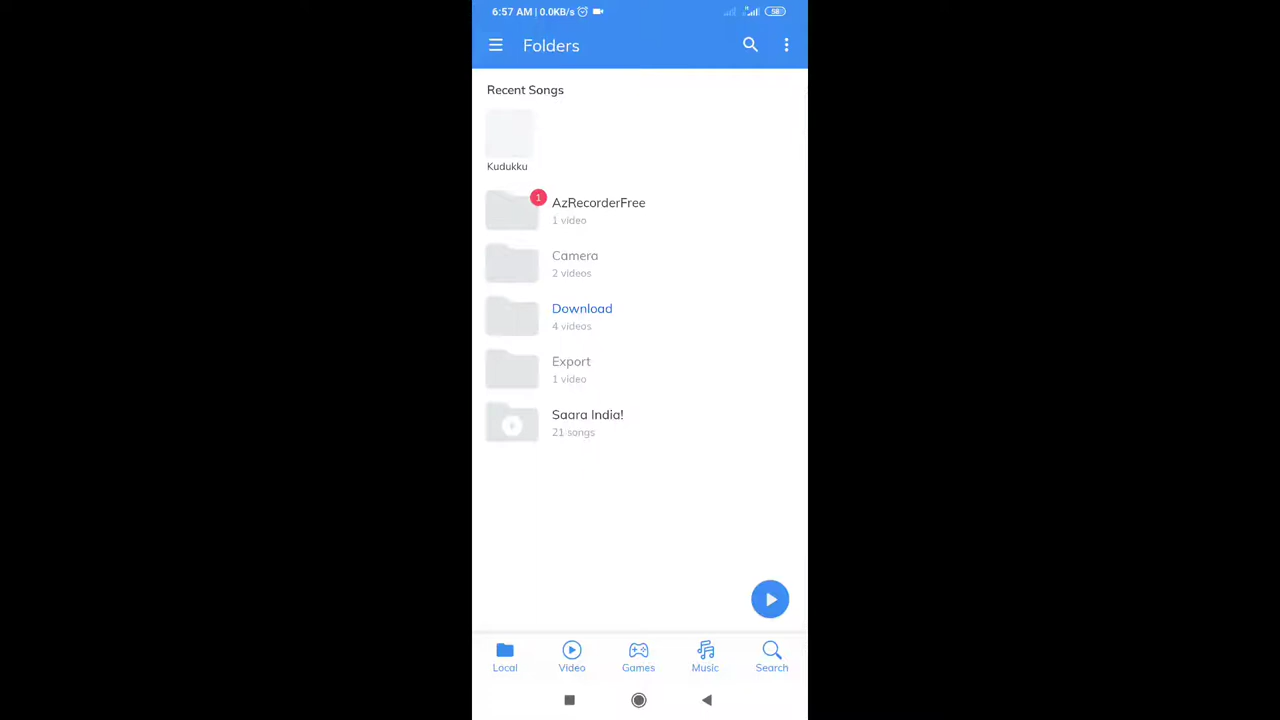 6:57 AM | 0.0KB/s
58
Folders
Recent Songs
Kudukku
1
AzRecorderFree
1 video
Camera
2 videos
Download
4 videos
Export
1 video
Saara India!
21 songs
Local
Video
Games
Music
Search